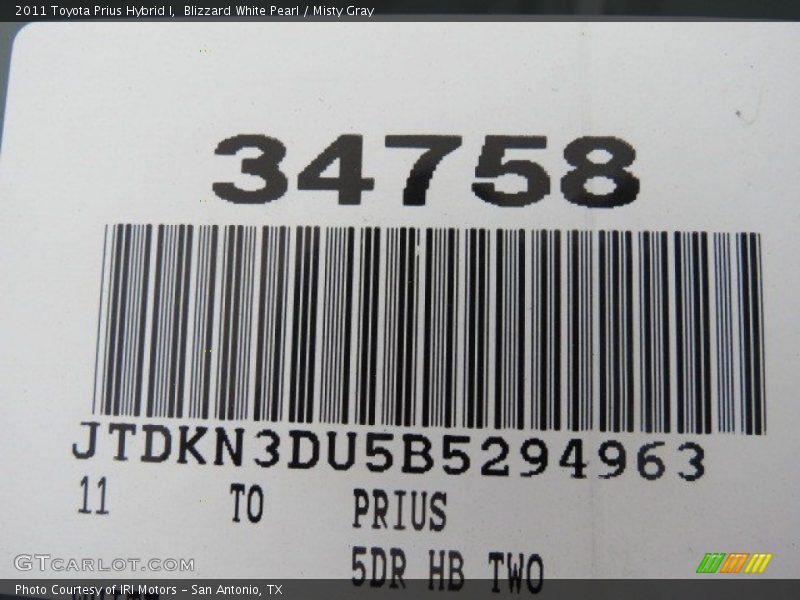 2011 Toyota Prius Hybrid I, Blizzard White Pearl / Misty Gray
34758
JTDKN3DU5B5294963
11 TO PRIUS
5DR HB TWO
GTCARLOT.COM
Photo Courtesy of IRI Motors – San Antonio, TX